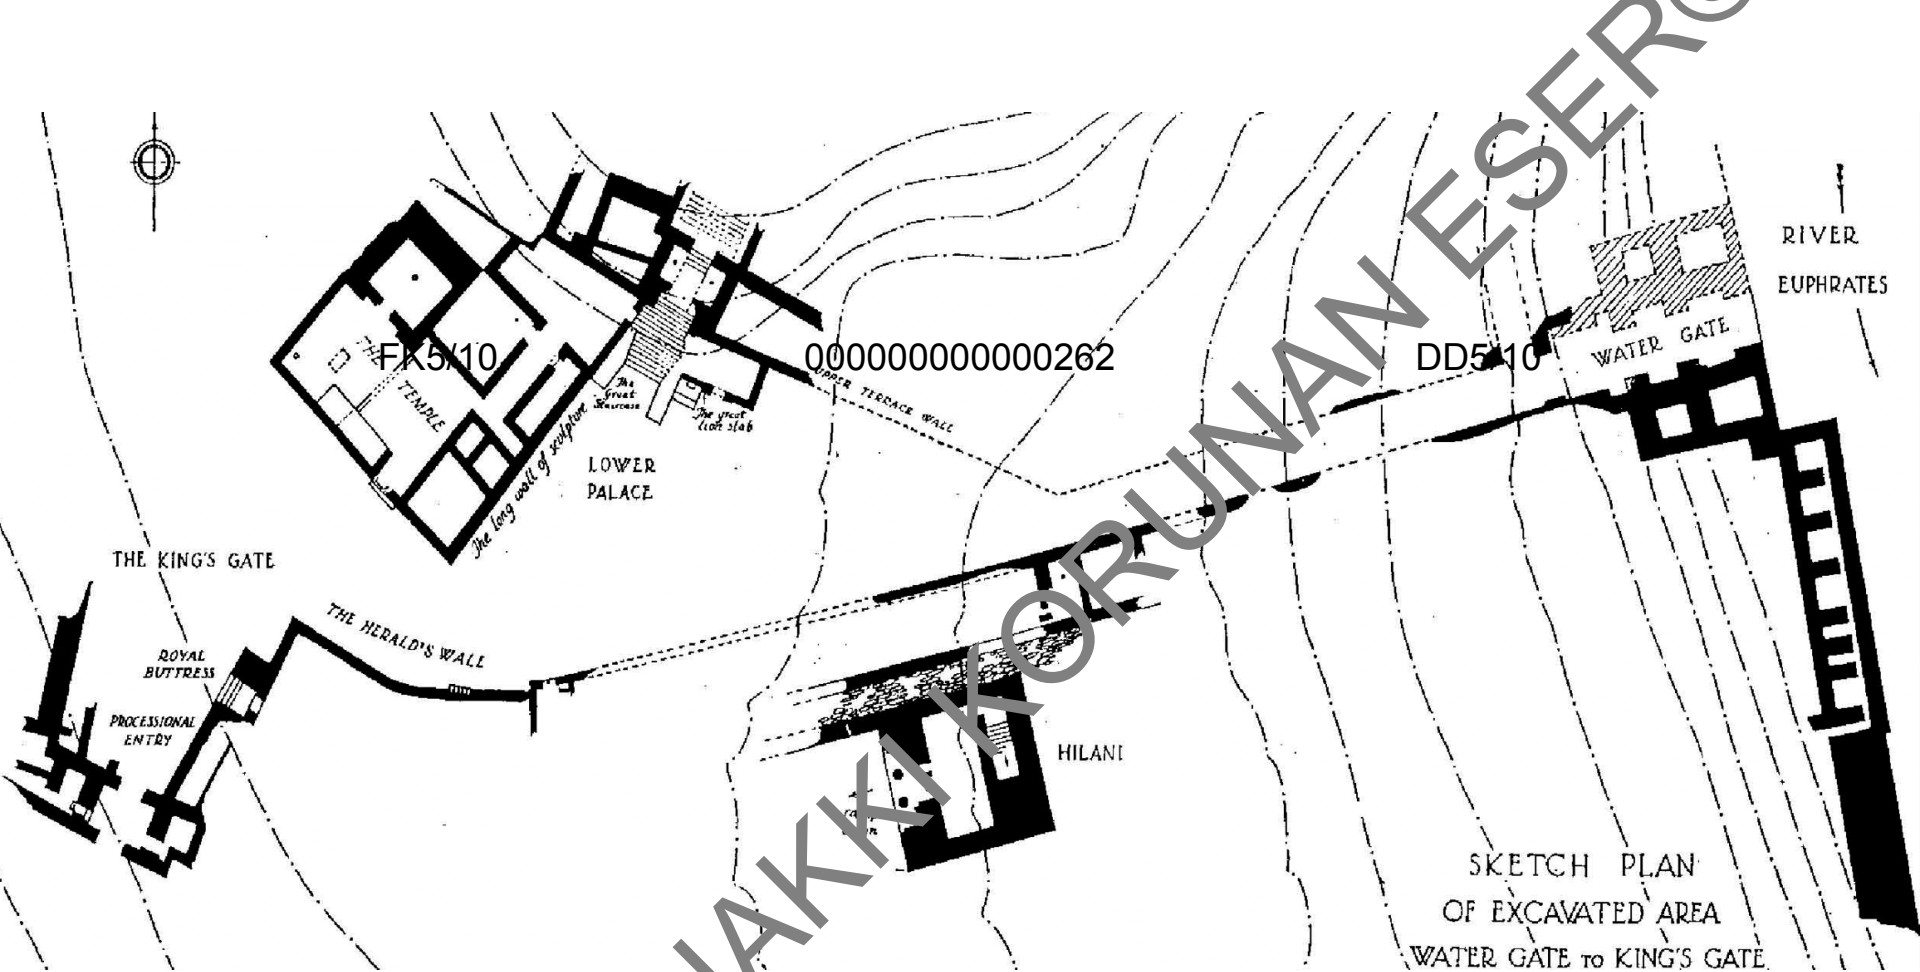 RIVER
EUPHRATES
WATER GATE
FK5/10
000000000000262
DD5/10
THE TEMPLE
The
Great
Staircase
The great
lion slab
UPPER TERRACE WALL
The long wall of sculpture
LOWER
PALACE
THE KING'S GATE
THE HERALD'S WALL
ROYAL
BUTTRESS
PROCESSIONAL
ENTRY
HILANI
HAKKI KORUNAN ESER©
SKETCH PLAN
OF EXCAVATED AREA
WATER GATE TO KING'S GATE